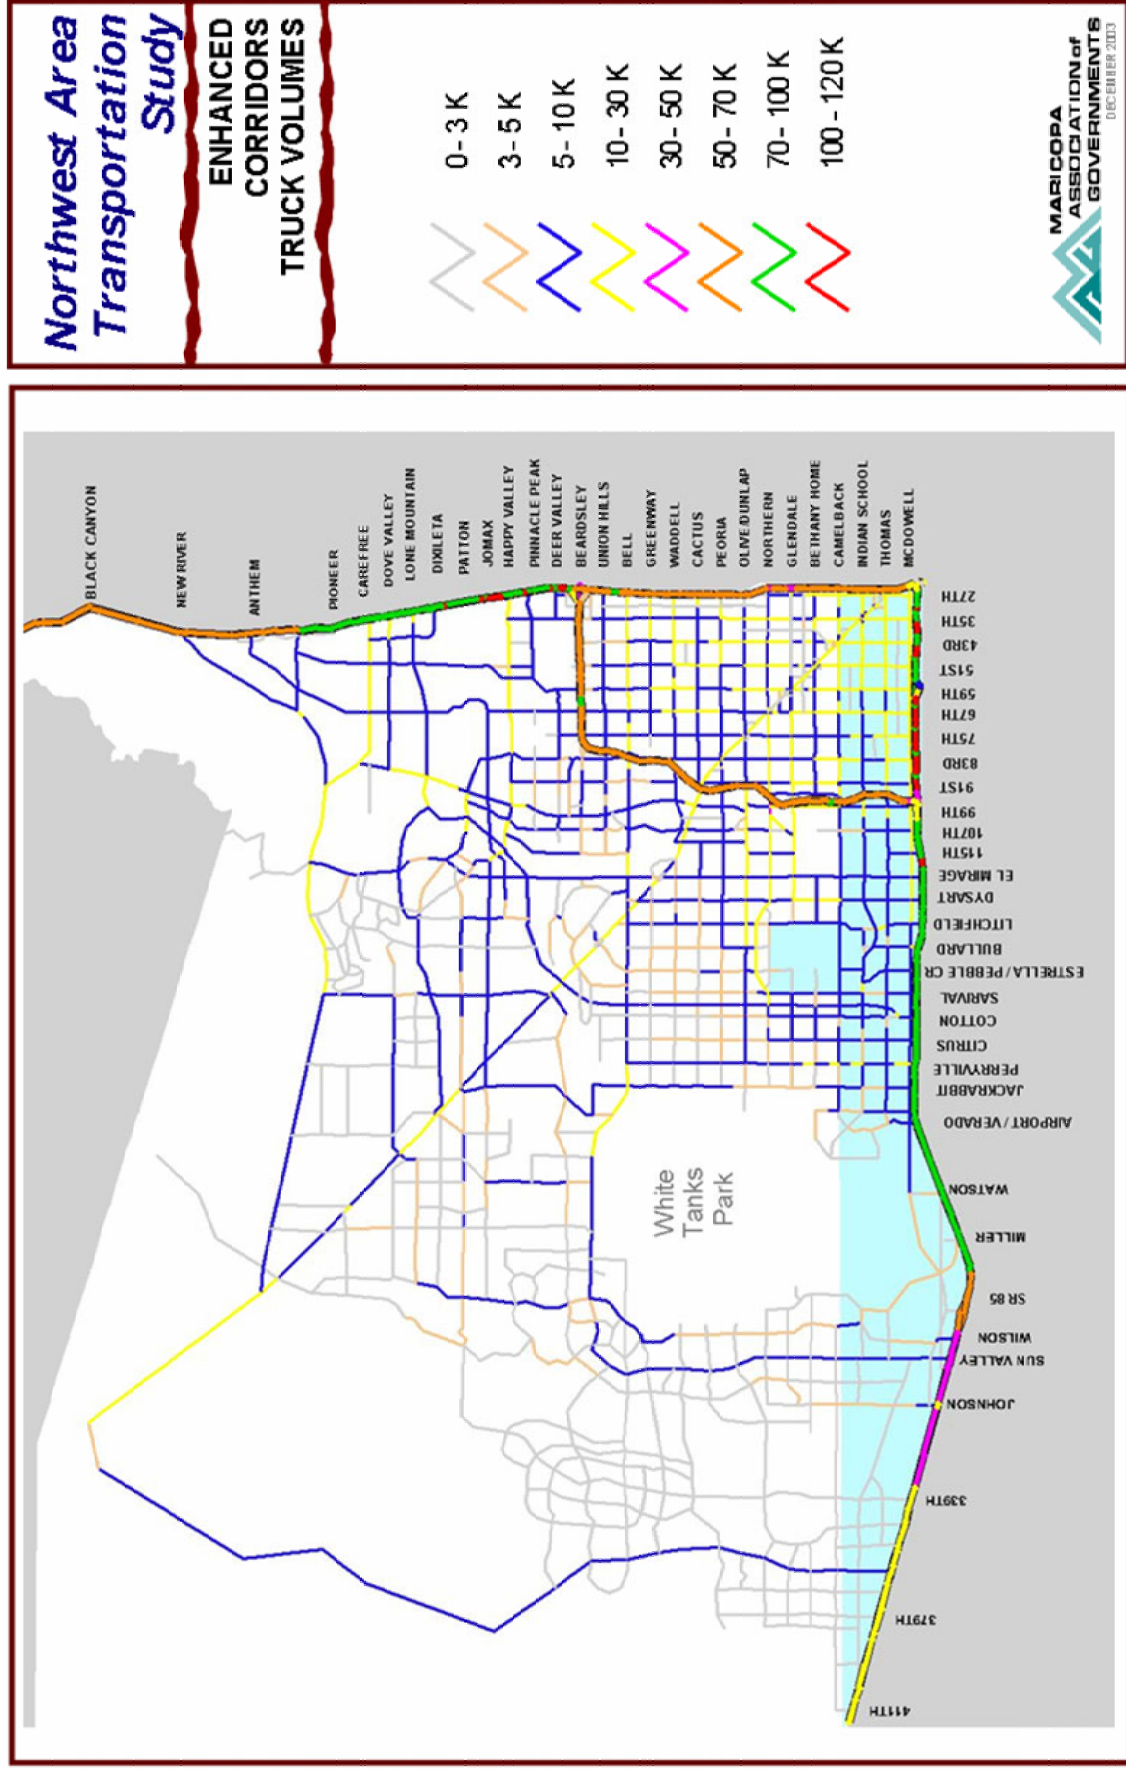 Northwest Area
Transportation
Study
ENHANCED
CORRIDORS
TRUCK VOLUMES
0 - 3 K
3 - 5 K
5 - 10 K
10 - 30 K
30 - 50 K
50 - 70 K
70 - 100 K
100 - 120 K
MARICOPA
ASSOCIATION of
GOVERNMENTS
DECEMBER 2003
BLACK CANYON
NEW RIVER
ANTHEM
PIONEER
CAREFREE
DOVE VALLEY
LONE MOUNTAIN
DIXILETA
PATTON
JOMAX
HAPPY VALLEY
PINNACLE PEAK
DEER VALLEY
BEARDSLEY
UNION HILLS
BELL
GREENWAY
WADDELL
CACTUS
PEORIA
OLIVE/DUNLAP
NORTHERN
GLENDALE
BETHANY HOME
CAMELBACK
INDIAN SCHOOL
THOMAS
MCDOWELL
27TH
35TH
43RD
51ST
59TH
67TH
75TH
83RD
91ST
99TH
107TH
115TH
EL MIRAGE
DYSART
LITCHFIELD
BULLARD
ESTRELLA / PEBBLE CR
SARIVAL
COTTON
CITRUS
PERRYVILLE
JACKRABBIT
AIRPORT / VERADO
WATSON
MILLER
SR 85
WILSON
SUN VALLEY
JOHNSON
339TH
379TH
411TH
White
Tanks
Park